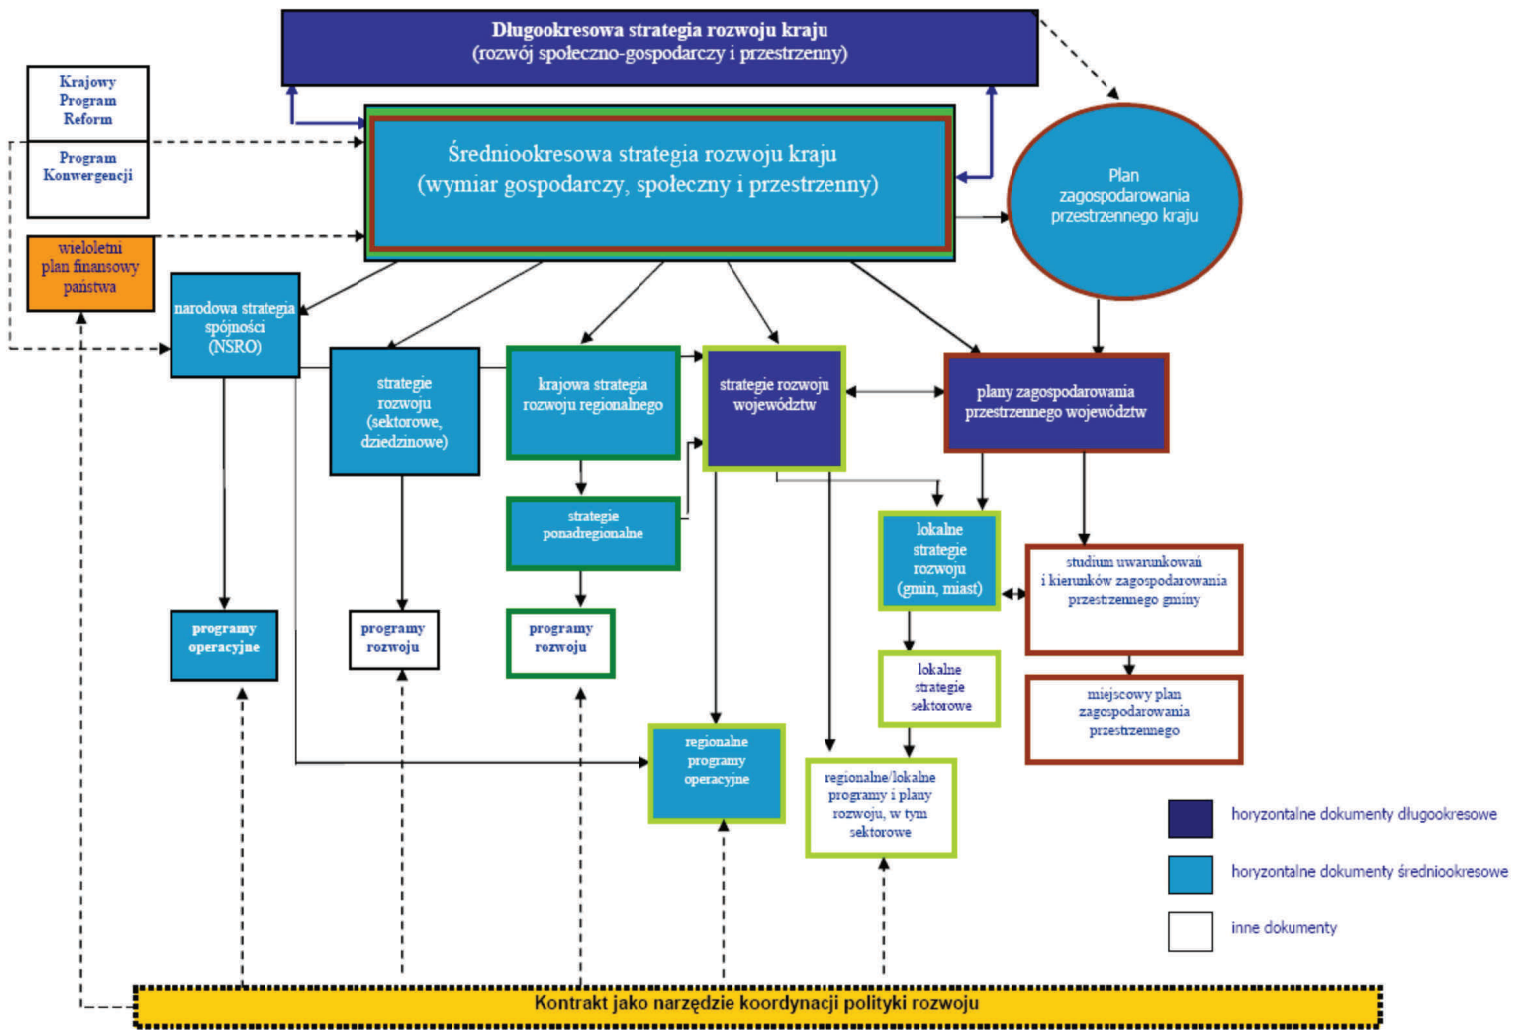 Długookresowa strategia rozwoju kraju
(rozwój społeczno-gospodarczy i przestrzenny)
Krajowy
Program
Reform
Program
Konwergencji
Średniookresowa strategia rozwoju kraju
(wymiar gospodarczy, społeczny i przestrzenny)
Plan
zagospodarowania
przestrzennego kraju
wieloletni
plan finansowy
państwa
narodowa strategia
spójności
(NSRO)
strategie
rozwoju
(sektorowe,
dziedzinowe)
krajowa strategia
rozwoju regionalnego
strategie rozwoju
województw
plany zagospodarowania
przestrzennego województw
strategie
ponadregionalne
lokalne
strategie
rozwoju
(gmin, miast)
studium uwarunkowań
i kierunków zagospodarowania
przestrzennego gminy
programy
operacyjne
programy
rozwoju
programy
rozwoju
lokalne
strategie
sektorowe
miejscowy plan
zagospodarowania
przestrzennego
regionalne
programy
operacyjne
regionalne/lokalne
programy i plany
rozwoju, w tym
sektorowe
horyzontalne dokumenty długookresowe
horyzontalne dokumenty średniookresowe
inne dokumenty
Kontrakt jako narzędzie koordynacji polityki rozwoju